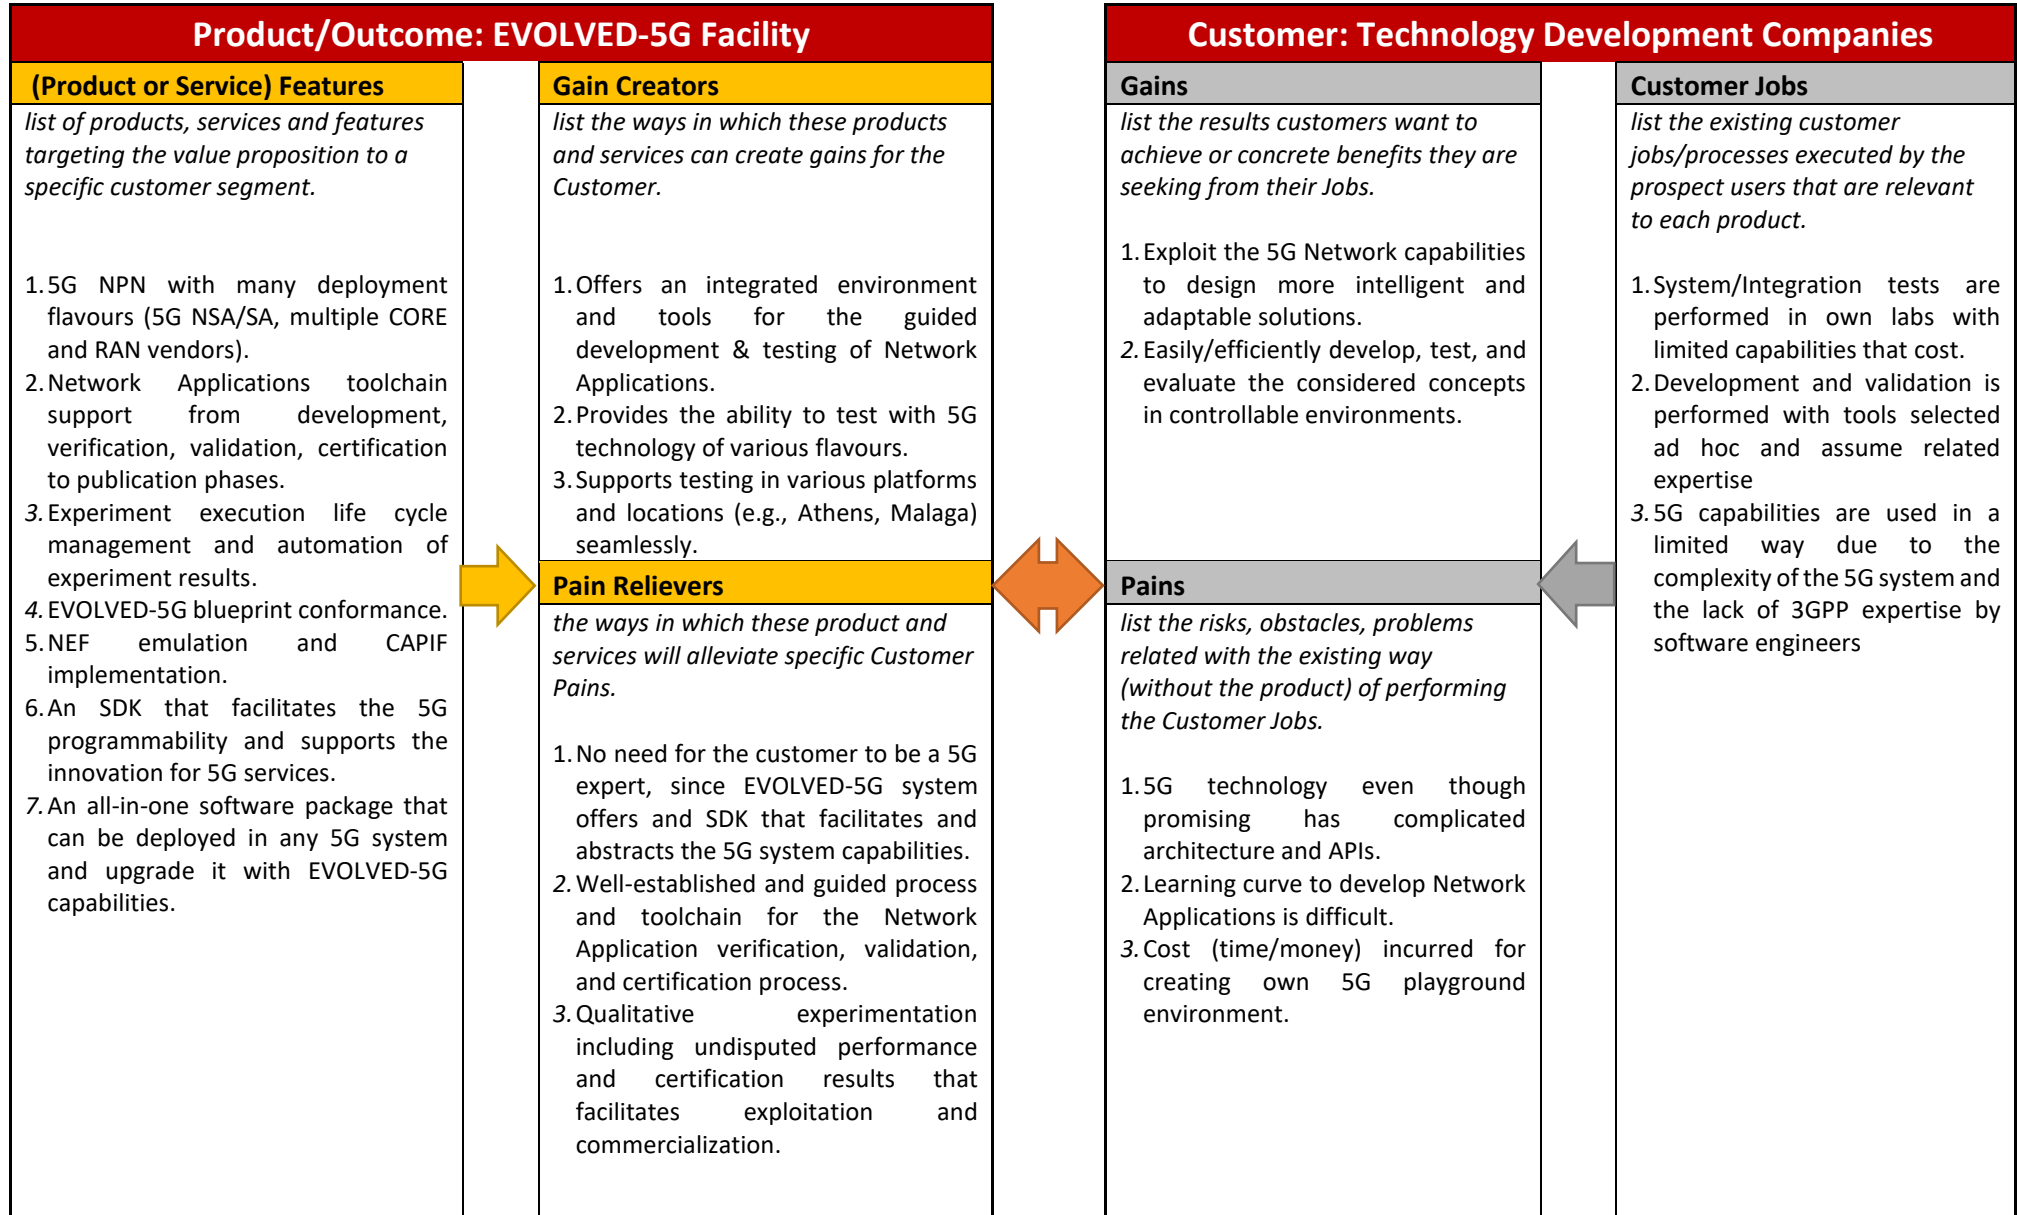 Product/Outcome: EVOLVED-5G Facility
(Product or Service) Features
list of products, services and features
targeting the value proposition to a
specific customer segment.
1. 5G NPN with many deployment
flavours (5G NSA/SA, multiple CORE
and RAN vendors).
2. Network Applications toolchain
support from development,
verification, validation, certification
to publication phases.
3. Experiment execution life cycle
management and automation of
experiment results.
4. EVOLVED-5G blueprint conformance.
5. NEF emulation and CAPIF
implementation.
6. An SDK that facilitates the 5G
programmability and supports the
innovation for 5G services.
7. An all-in-one software package that
can be deployed in any 5G system
and upgrade it with EVOLVED-5G
capabilities.
Gain Creators
list the ways in which these products
and services can create gains for the
Customer.
1. Offers an integrated environment
and tools for the guided
development & testing of Network
Applications.
2. Provides the ability to test with 5G
technology of various flavours.
3. Supports testing in various platforms
and locations (e.g., Athens, Malaga)
seamlessly.
Pain Relievers
the ways in which these product and
services will alleviate specific Customer
Pains.
1. No need for the customer to be a 5G
expert, since EVOLVED-5G system
offers and SDK that facilitates and
abstracts the 5G system capabilities.
2. Well-established and guided process
and toolchain for the Network
Application verification, validation,
and certification process.
3. Qualitative experimentation
including undisputed performance
and certification results that
facilitates exploitation and
commercialization.
Customer: Technology Development Companies
Gains
list the results customers want to
achieve or concrete benefits they are
seeking from their Jobs.
1. Exploit the 5G Network capabilities
to design more intelligent and
adaptable solutions.
2. Easily/efficiently develop, test, and
evaluate the considered concepts
in controllable environments.
Pains
list the risks, obstacles, problems
related with the existing way
(without the product) of performing
the Customer Jobs.
1. 5G technology even though
promising has complicated
architecture and APIs.
2. Learning curve to develop Network
Applications is difficult.
3. Cost (time/money) incurred for
creating own 5G playground
environment.
Customer Jobs
list the existing customer
jobs/processes executed by the
prospect users that are relevant
to each product.
1. System/Integration tests are
performed in own labs with
limited capabilities that cost.
2. Development and validation is
performed with tools selected
ad hoc and assume related
expertise
3. 5G capabilities are used in a
limited way due to the
complexity of the 5G system and
the lack of 3GPP expertise by
software engineers